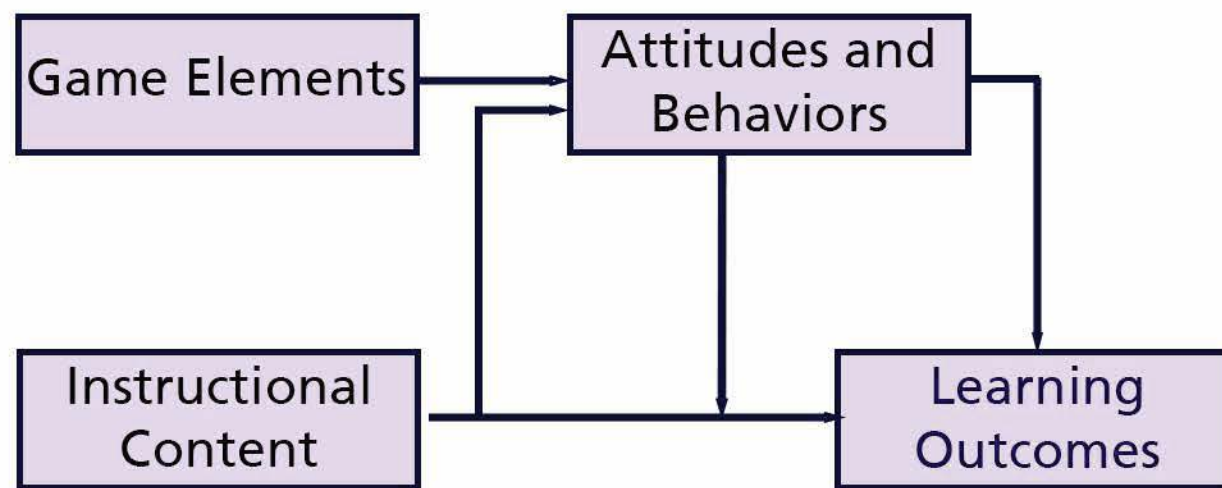 Game Elements
Attitudes and
Behaviors
Instructional
Content
Learning
Outcomes